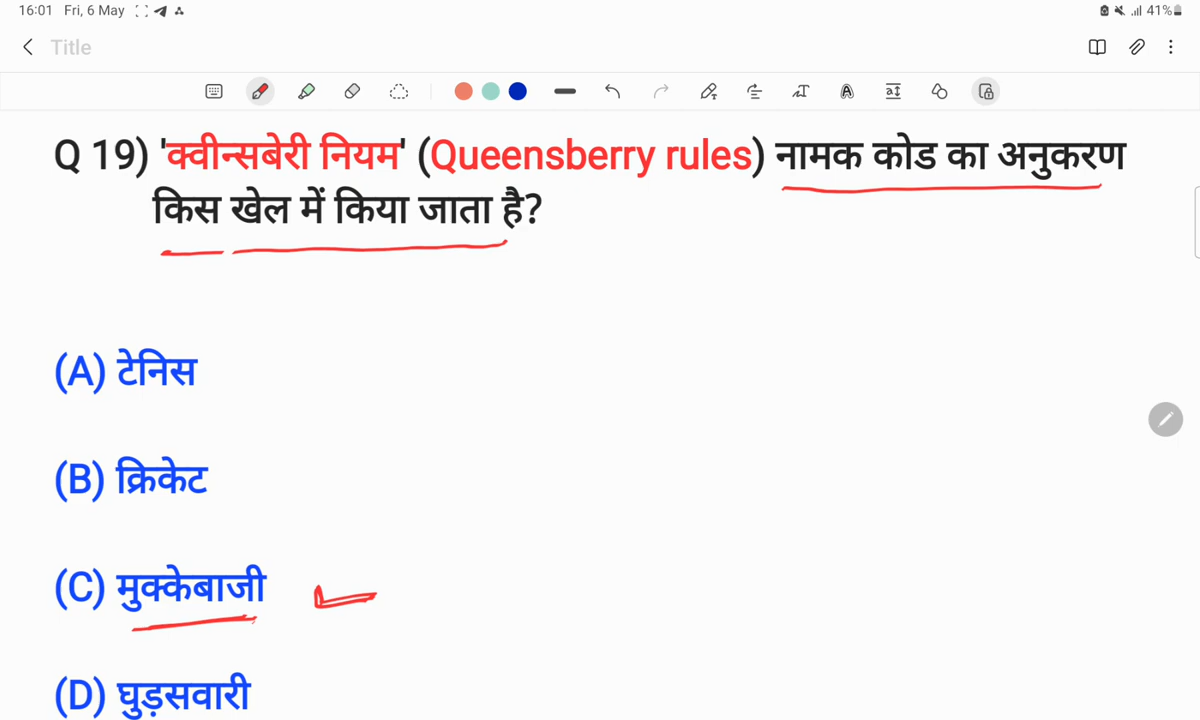 16:01 Fri, 6 May 41%
Title
Q 19) 'क्वीन्सबेरी नियम' (Queensberry rules) नामक कोड का अनुकरण
किस खेल में किया जाता है?
(A) टेनिस
(B) क्रिकेट
(C) मुक्केबाजी
(D) घुड़सवारी